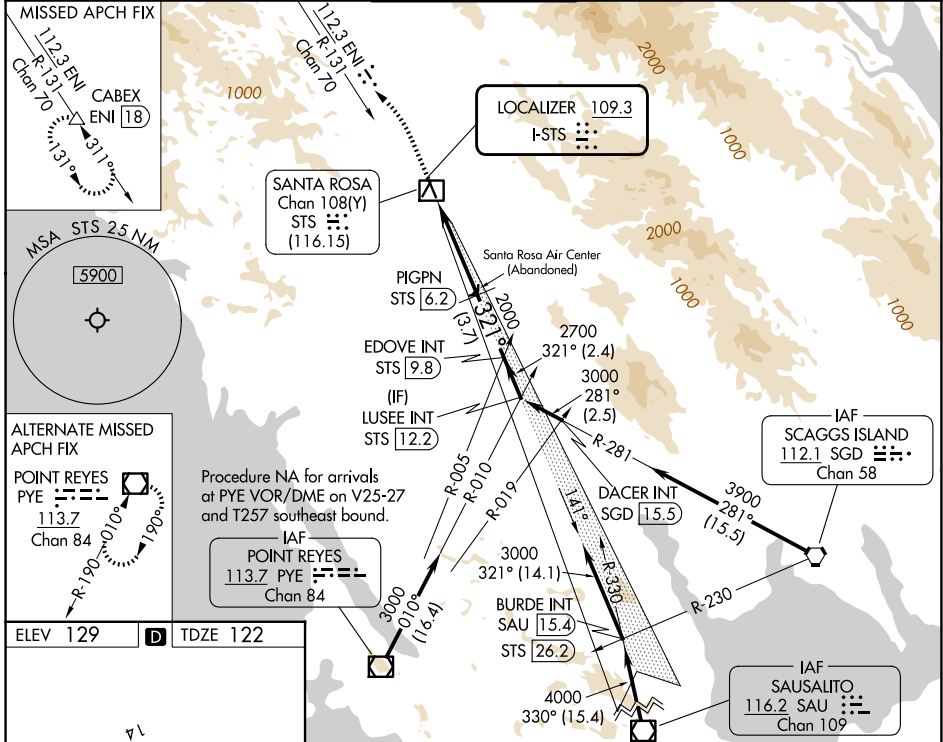 MISSED APCH FIX
112.3 ENI
R-131
Chan 70
CABEX
ENI 18
131°
311°
112.3 ENI
R-131
Chan 70
1000
2000
1000
2000
1000
1000
LOCALIZER 109.3
I-STS
SANTA ROSA
Chan 108(Y)
STS
(116.15)
MSA STS 25 NM
5900
Santa Rosa Air Center
(Abandoned)
PIGPN
STS 6.2
(3.7)
321°
2000
EDOVE INT
STS 9.8
2700
321° (2.4)
(IF)
LUSEE INT
STS 12.2
3000
281°
(2.5)
R-281
IAF
SCAGGS ISLAND
112.1 SGD
Chan 58
3900
281°
(15.5)
DACER INT
SGD 15.5
R-005
R-010
R-019
141°
R-330
ALTERNATE MISSED
APCH FIX
POINT REYES
PYE
113.7
Chan 84
010°
190°
R-190
Procedure NA for arrivals
at PYE VOR/DME on V25-27
and T257 southeast bound.
IAF
POINT REYES
113.7 PYE
Chan 84
3000
010°
(16.4)
3000
321° (14.1)
BURDE INT
SAU 15.4
STS 26.2
R-230
4000
330° (15.4)
IAF
SAUSALITO
116.2 SAU
Chan 109
ELEV 129
D
TDZE 122
14